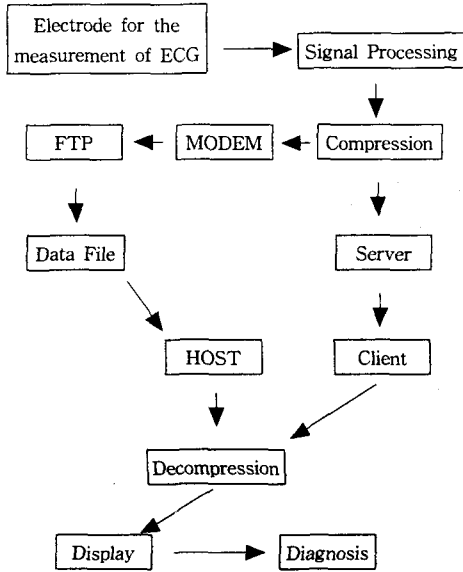 Electrode for the
measurement of ECG
Signal Processing
FTP
MODEM
Compression
Data File
Server
HOST
Client
Decompression
Display
Diagnosis